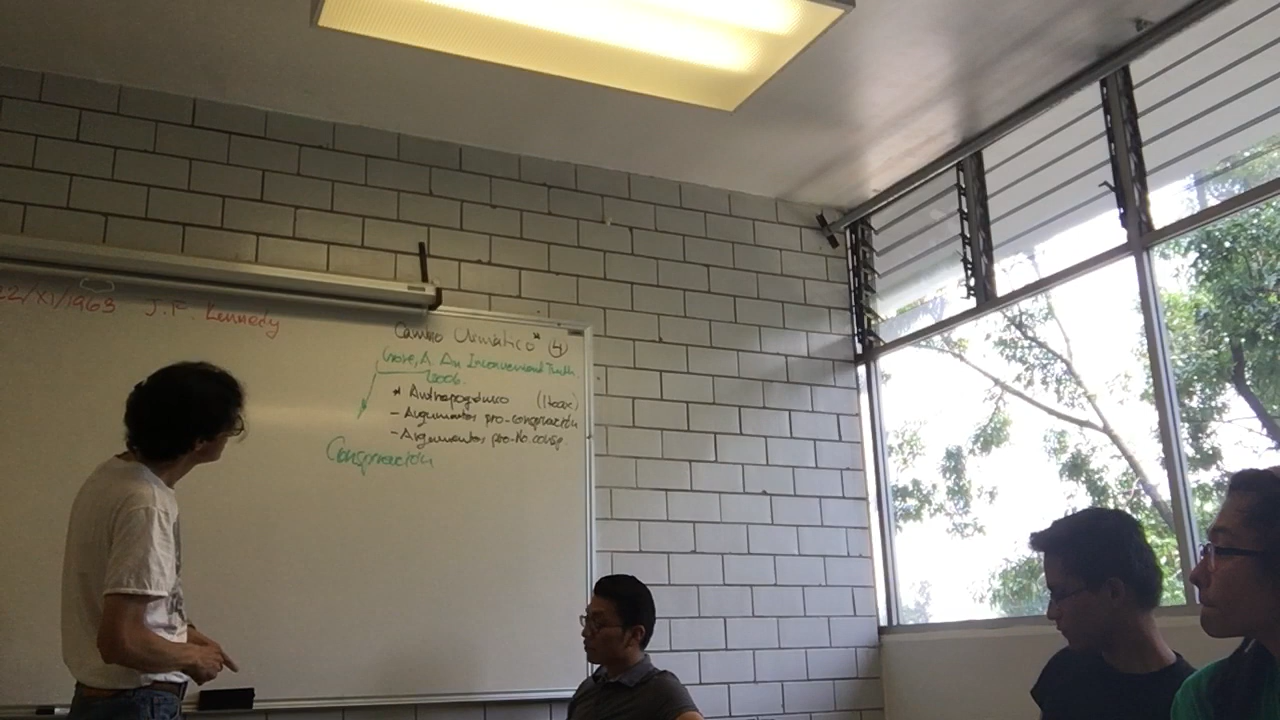 22/XI/1963 J.F. Kennedy
Cambio Climático* (4)
Gore, A. An Inconvenient Truth
2006.
* Anthropogénico (Hoax)
- Argumentos pro-conspiración
- Argumentos pro-No consp.
Conspiración